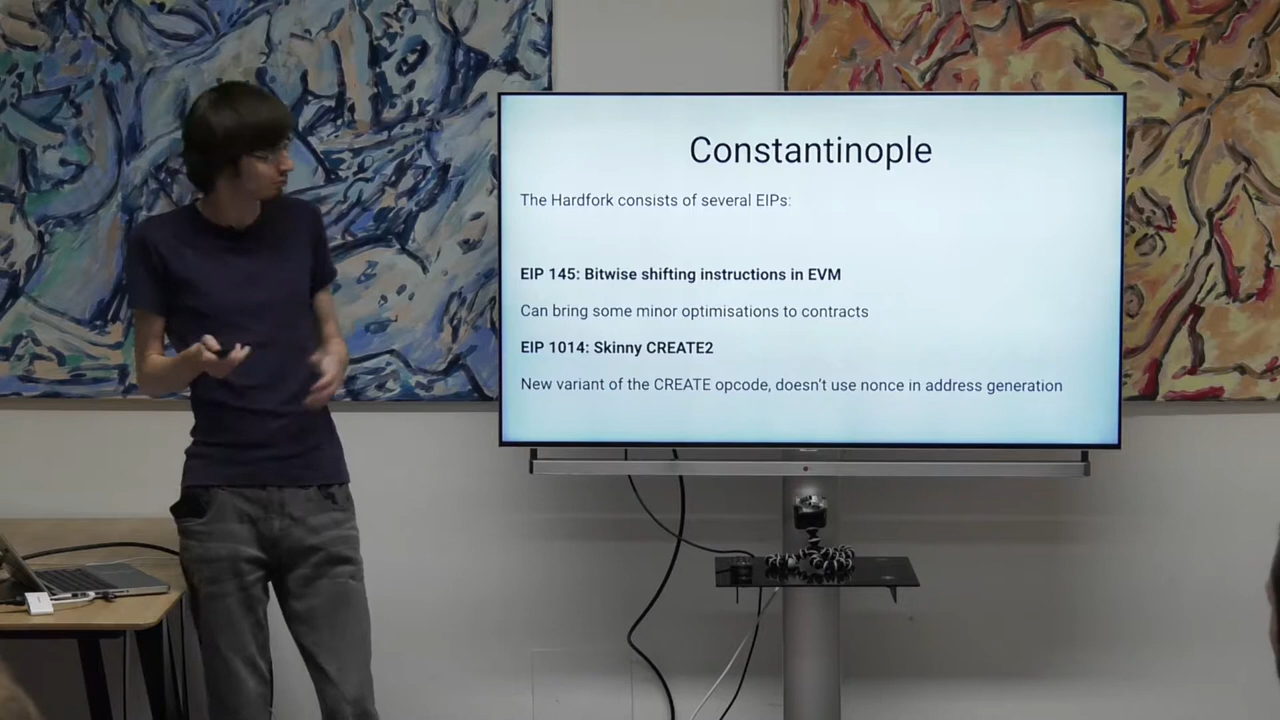 Constantinople
The Hardfork consists of several EIPs:
EIP 145: Bitwise shifting instructions in EVM
Can bring some minor optimisations to contracts
EIP 1014: Skinny CREATE2
New variant of the CREATE opcode, doesn't use nonce in address generation